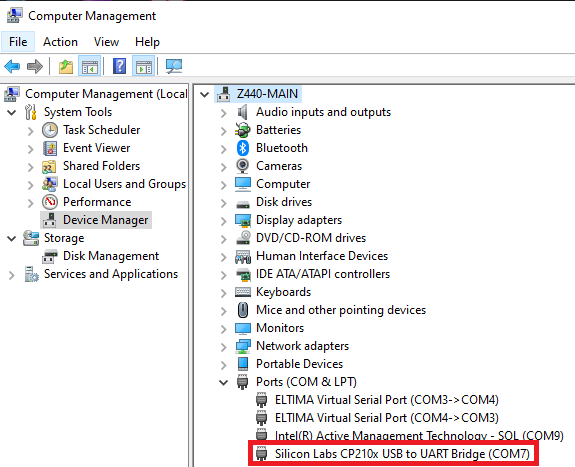 Computer Management
File Action View Help
Computer Management (Local
System Tools
Task Scheduler
Event Viewer
Shared Folders
Local Users and Groups
Performance
Device Manager
Storage
Disk Management
Services and Applications
Z440-MAIN
Audio inputs and outputs
Batteries
Bluetooth
Cameras
Computer
Disk drives
Display adapters
DVD/CD-ROM drives
Human Interface Devices
IDE ATA/ATAPI controllers
Keyboards
Mice and other pointing devices
Monitors
Network adapters
Portable Devices
Ports (COM & LPT)
ELTIMA Virtual Serial Port (COM3->COM4)
ELTIMA Virtual Serial Port (COM4->COM3)
Intel(R) Active Management Technology - SOL (COM9)
Silicon Labs CP210x USB to UART Bridge (COM7)